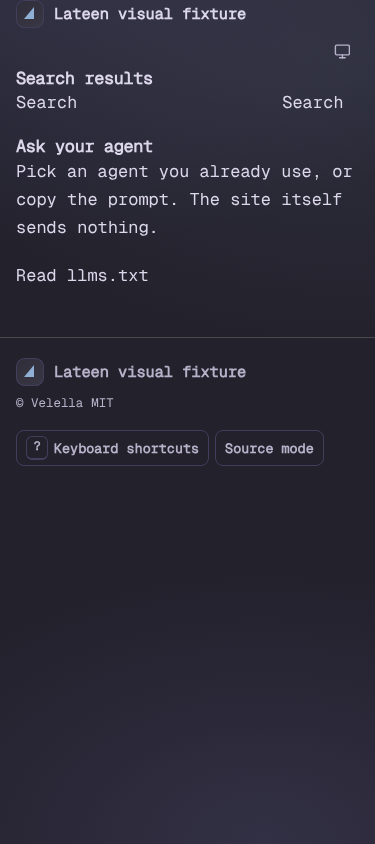 Lateen visual fixture
Search results
Search Search
Ask your agent
Pick an agent you already use, or
copy the prompt. The site itself
sends nothing.
Read llms.txt
Lateen visual fixture
© Velella MIT
? Keyboard shortcuts Source mode